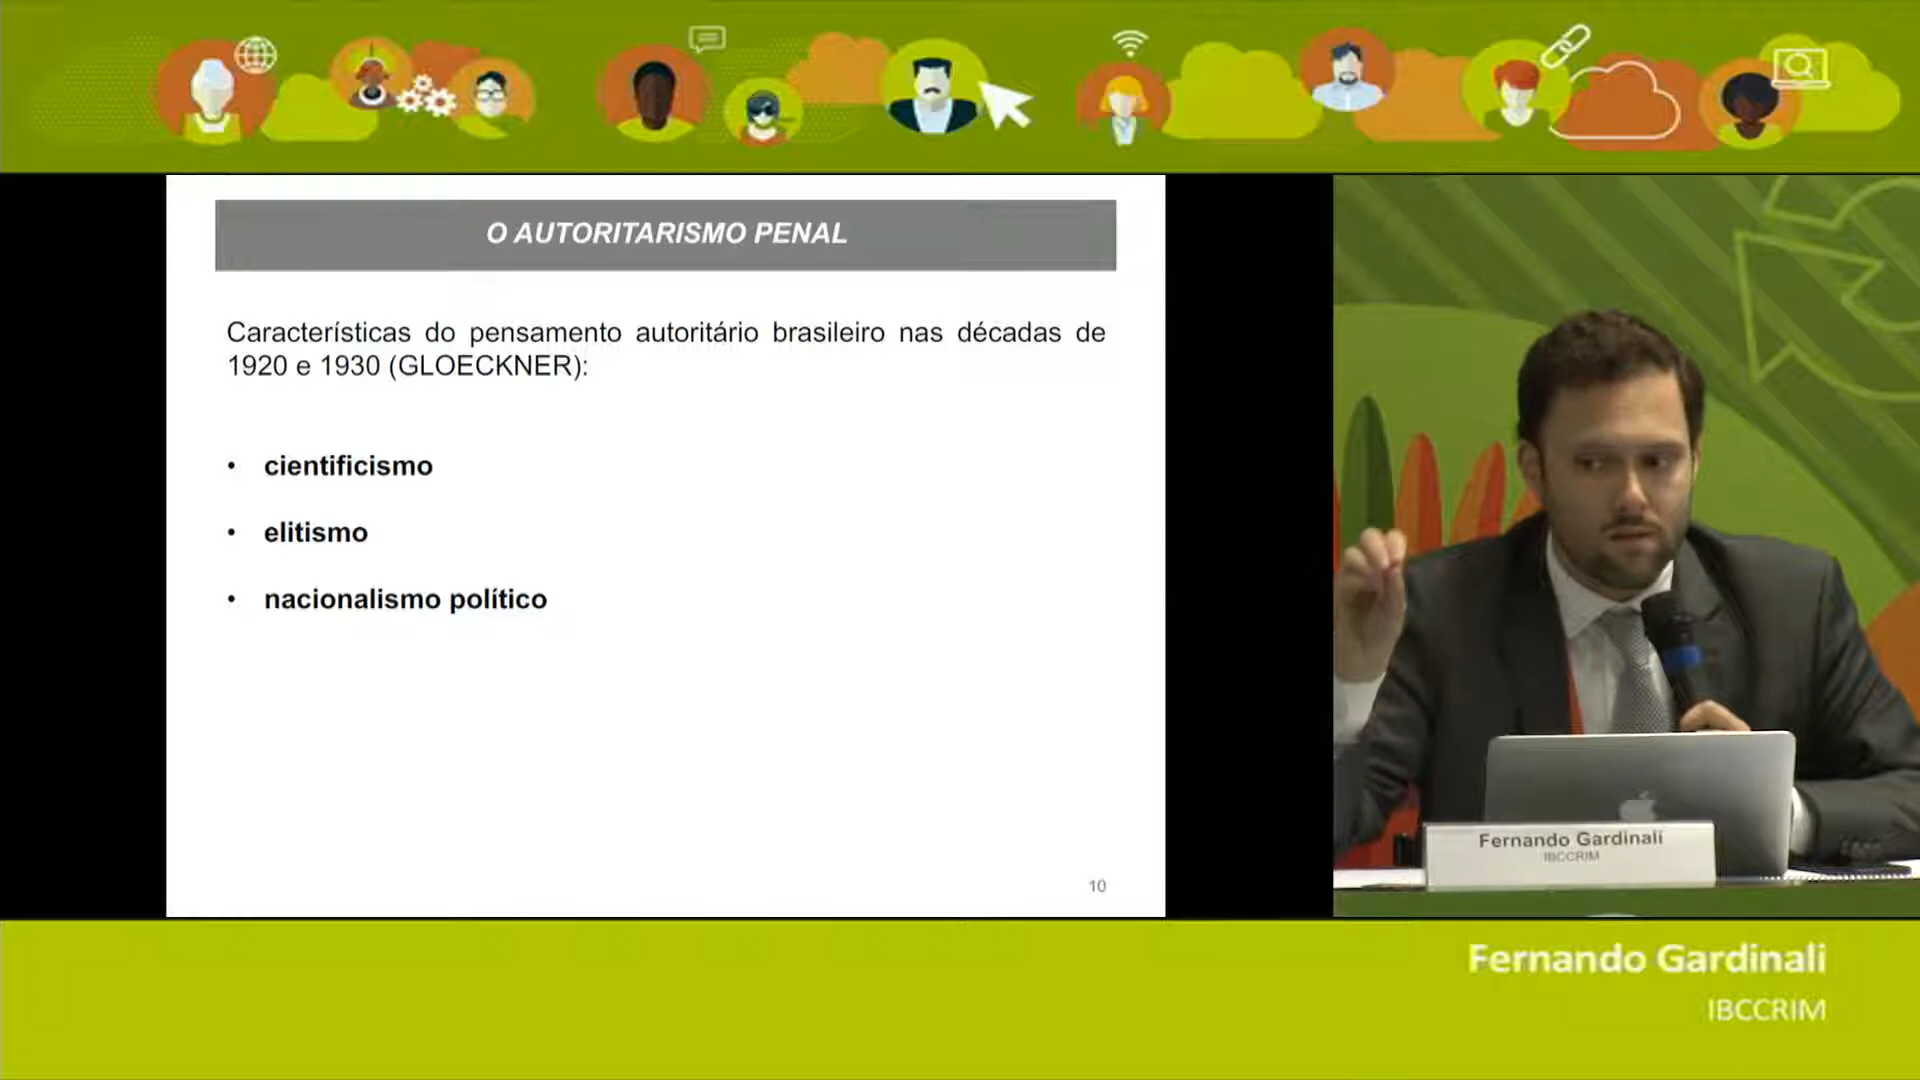 O AUTORITARISMO PENAL
Características do pensamento autoritário brasileiro nas décadas de
1920 e 1930 (GLOECKNER):
• cientificismo
• elitismo
• nacionalismo político
10
Fernando Gardinali
IBCCRIM
Fernando Gardinali
IBCCRIM